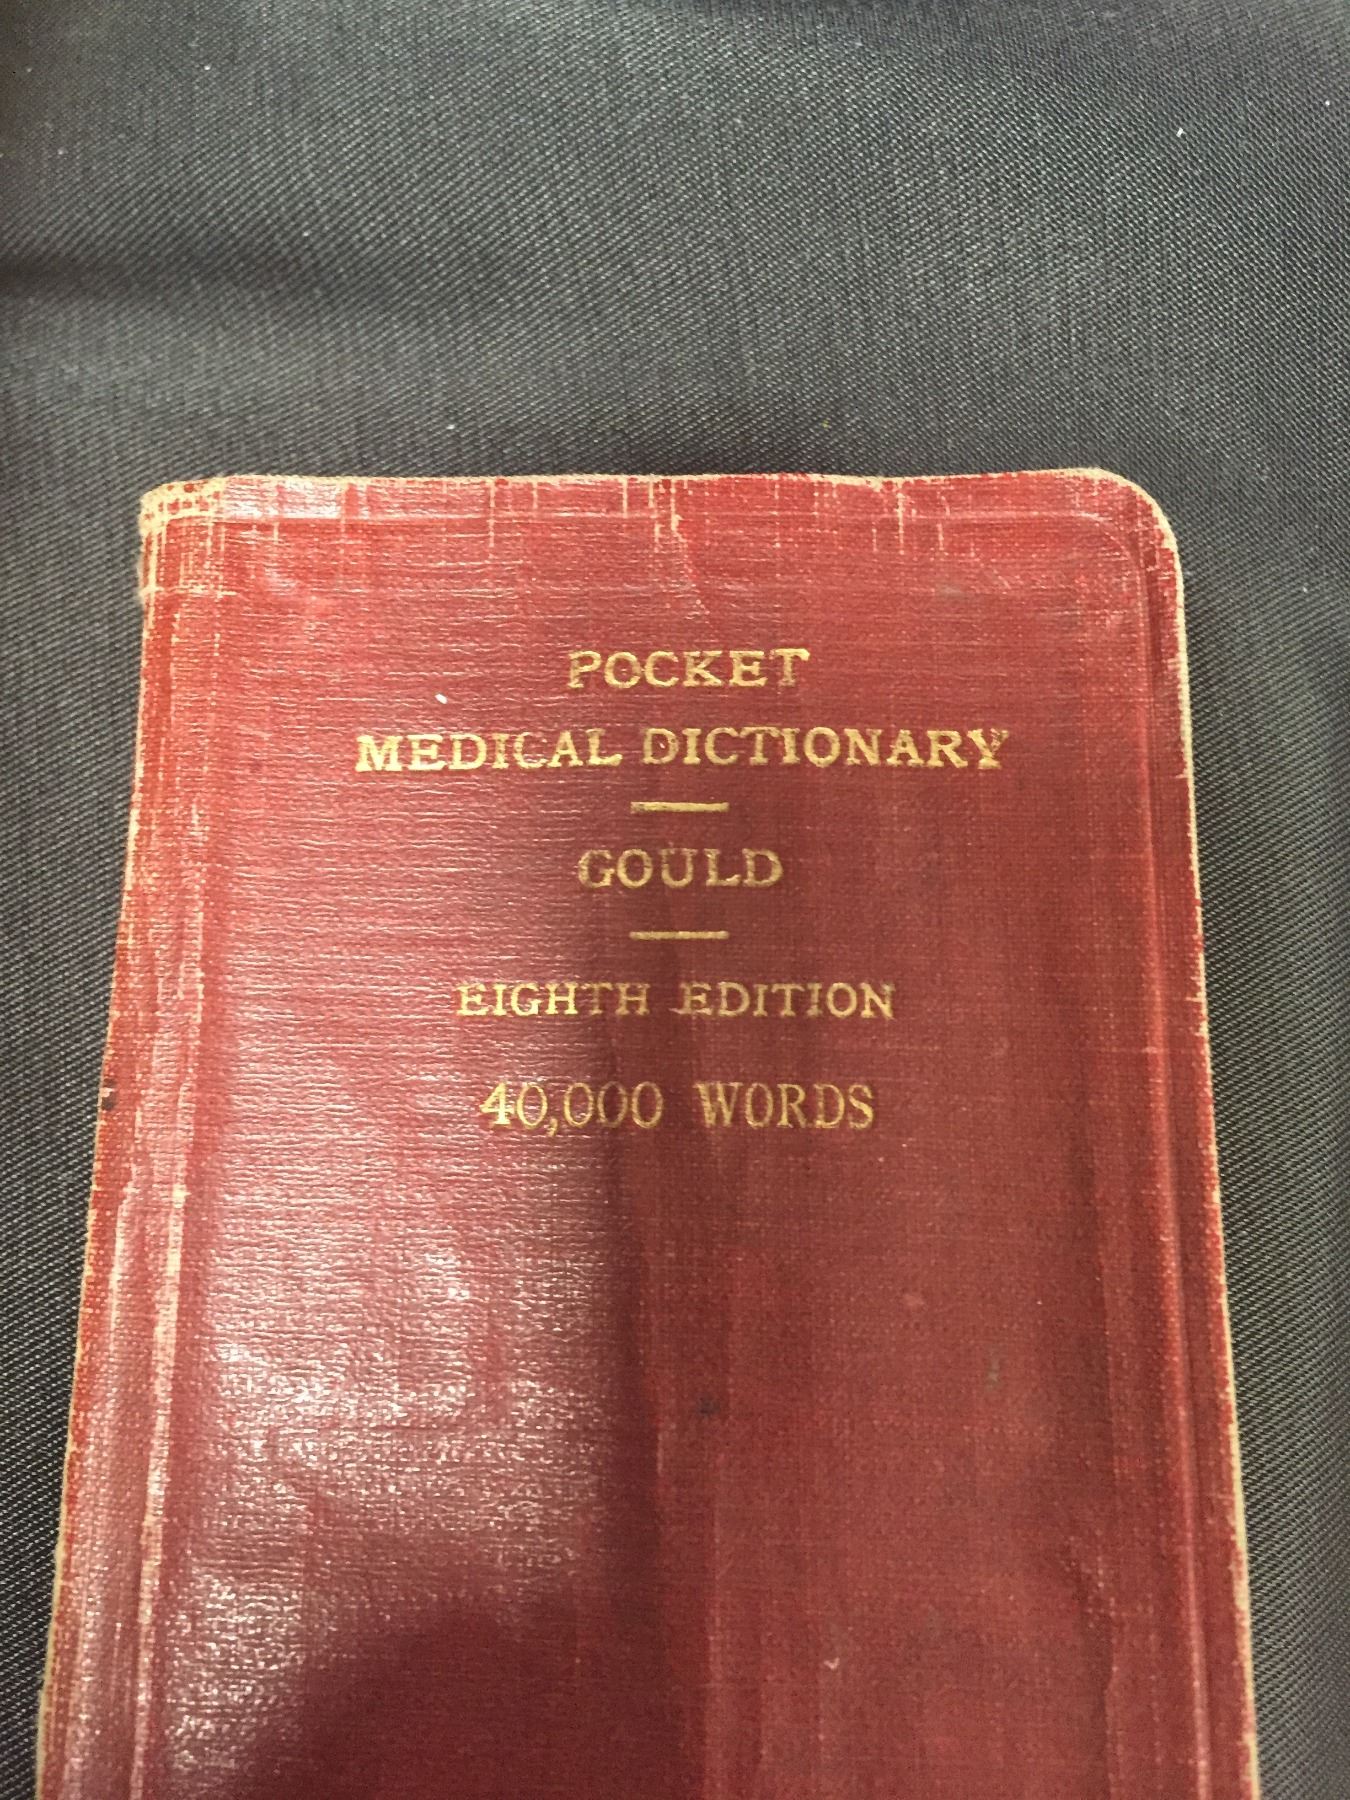 POCKET
MEDICAL DICTIONARY
GOULD
EIGHTH EDITION
40,000 WORDS